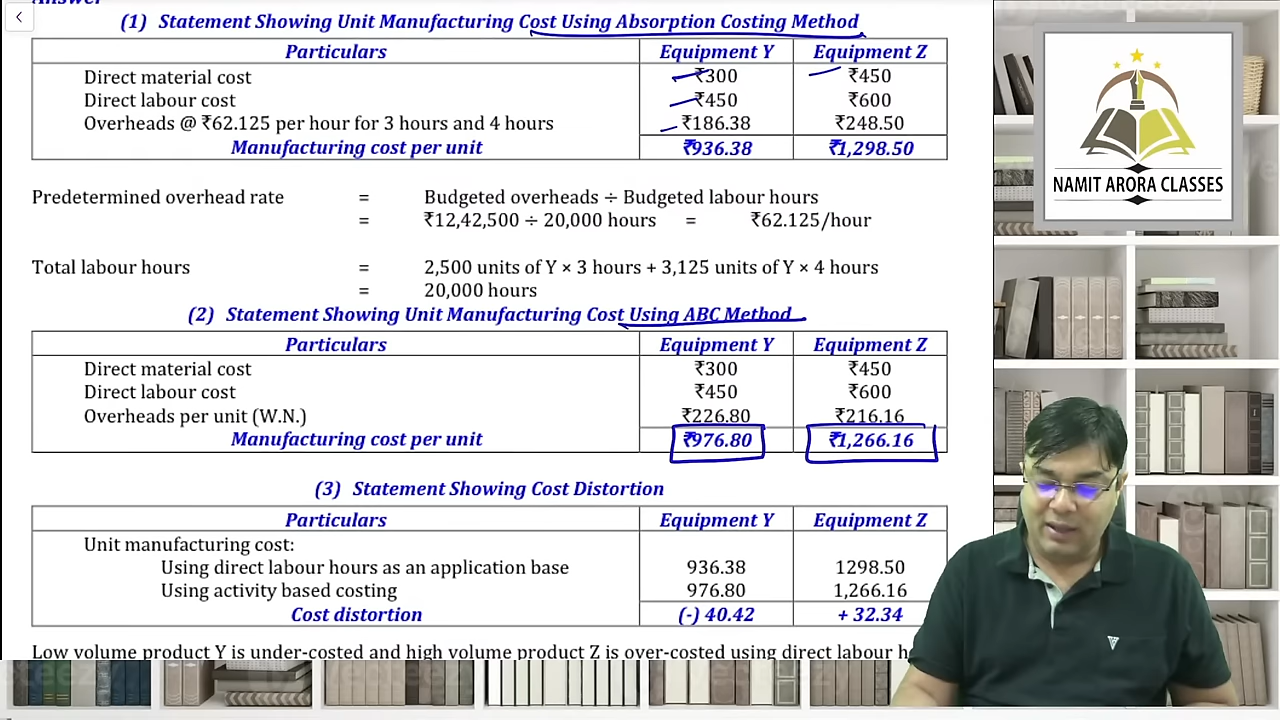 Answer
(1) Statement Showing Unit Manufacturing Cost Using Absorption Costing Method
Particulars Equipment Y Equipment Z
Direct material cost ₹300 ₹450
Direct labour cost ₹450 ₹600
Overheads @ ₹62.125 per hour for 3 hours and 4 hours ₹186.38 ₹248.50
Manufacturing cost per unit ₹936.38 ₹1,298.50
Predetermined overhead rate = Budgeted overheads ÷ Budgeted labour hours
= ₹12,42,500 ÷ 20,000 hours = ₹62.125/hour
Total labour hours = 2,500 units of Y × 3 hours + 3,125 units of Y × 4 hours
= 20,000 hours
(2) Statement Showing Unit Manufacturing Cost Using ABC Method
Particulars Equipment Y Equipment Z
Direct material cost ₹300 ₹450
Direct labour cost ₹450 ₹600
Overheads per unit (W.N.) ₹226.80 ₹216.16
Manufacturing cost per unit ₹976.80 ₹1,266.16
(3) Statement Showing Cost Distortion
Particulars Equipment Y Equipment Z
Unit manufacturing cost:
Using direct labour hours as an application base 936.38 1298.50
Using activity based costing 976.80 1,266.16
Cost distortion (-) 40.42 + 32.34
Low volume product Y is under-costed and high volume product Z is over-costed using direct labour
NAMIT ARORA CLASSES